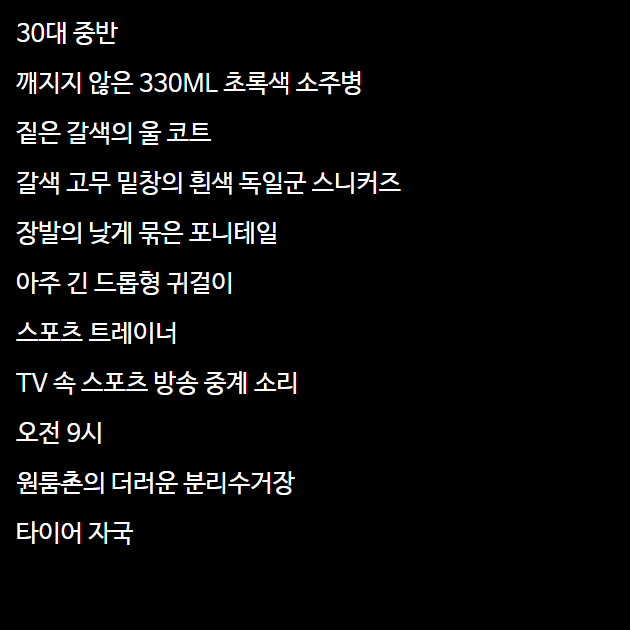 30대 중반
깨지지 않은 330ML 초록색 소주병
짙은 갈색의 울 코트
갈색 고무 밑창의 흰색 독일군 스니커즈
장발의 낮게 묶은 포니테일
아주 긴 드롭형 귀걸이
스포츠 트레이너
TV 속 스포츠 방송 중계 소리
오전 9시
원룸촌의 더러운 분리수거장
타이어 자국